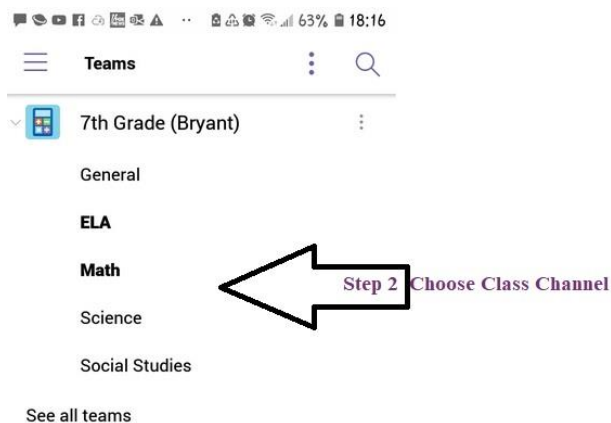 63% 18:16
Teams
7th Grade (Bryant)
General
ELA
Math
Step 2 Choose Class Channel
Science
Social Studies
See all teams